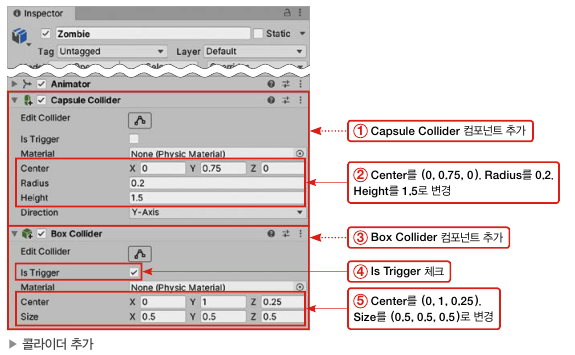 Inspector
Zombie
Static
Tag Untagged Layer Default
Animator
Capsule Collider
① Capsule Collider 컴포넌트 추가
Edit Collider
Is Trigger
Material None (Physic Material)
Center X 0 Y 0.75 Z 0
Radius 0.2
Height 1.5
② Center를 (0, 0.75, 0). Radius를 0.2.
Height를 1.5로 변경
Direction Y-Axis
Box Collider
③ Box Collider 컴포넌트 추가
Edit Collider
Is Trigger
④ Is Trigger 체크
Material None (Physic Material)
Center X 0 Y 1 Z 0.25
Size X 0.5 Y 0.5 Z 0.5
⑤ Center를 (0, 1, 0.25).
Size를 (0.5, 0.5, 0.5)로 변경
▶ 콜라이더 추가